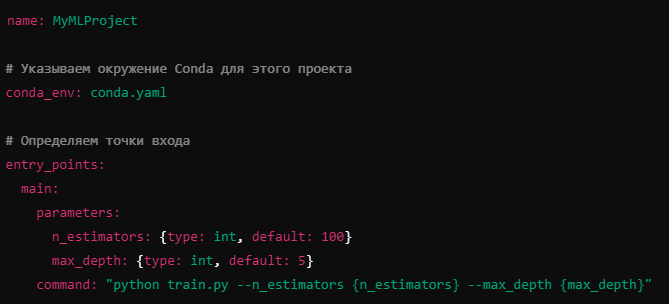 name: MyMLProject
# Указываем окружение Conda для этого проекта
conda_env: conda.yaml
# Определяем точки входа
entry_points:
main:
parameters:
n_estimators: {type: int, default: 100}
max_depth: {type: int, default: 5}
command: "python train.py --n_estimators {n_estimators} --max_depth {max_depth}"